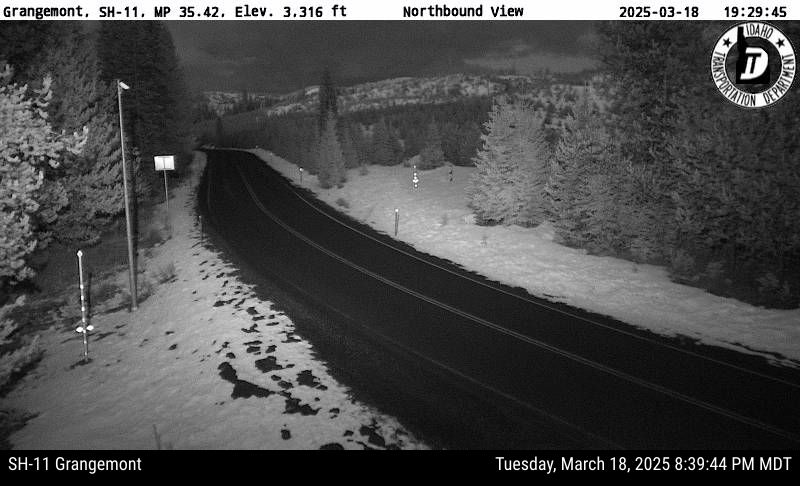 Grangemont, SH-11, MP 35.42, Elev. 3,316 ft Northbound View 2025-03-18 19:29:45
IDAHO
TRANSPORTATION DEPARTMENT
SH-11 Grangemont Tuesday, March 18, 2025 8:39:44 PM MDT